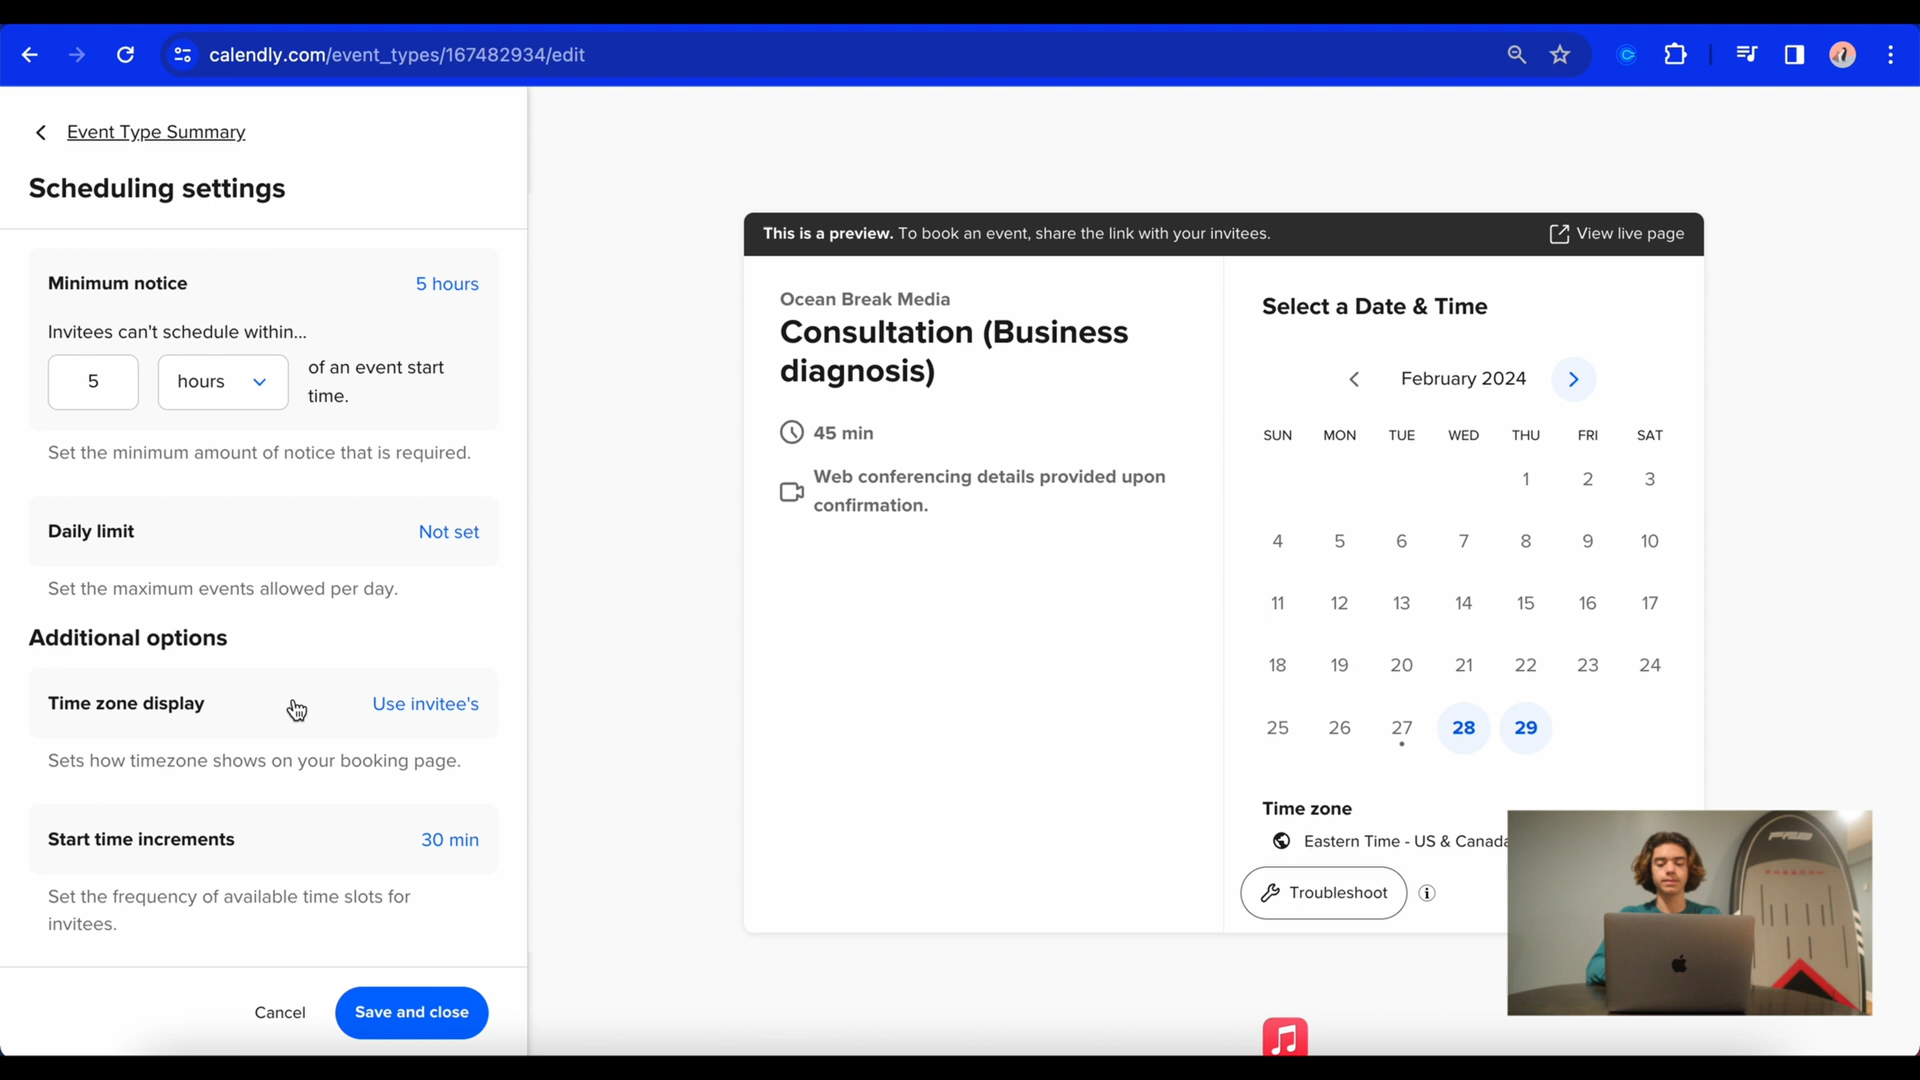 calendly.com/event_types/167482934/edit
Event Type Summary
Scheduling settings
Minimum notice
5 hours
Invitees can't schedule within...
5
hours
of an event start
time.
Set the minimum amount of notice that is required.
Daily limit
Not set
Set the maximum events allowed per day.
Additional options
Time zone display
Use invitee's
Sets how timezone shows on your booking page.
Start time increments
30 min
Set the frequency of available time slots for
invitees.
Cancel
Save and close
This is a preview. To book an event, share the link with your invitees.
View live page
Ocean Break Media
Consultation (Business
diagnosis)
45 min
Web conferencing details provided upon
confirmation.
Select a Date & Time
February 2024
SUN MON TUE WED THU FRI SAT
1 2 3
4 5 6 7 8 9 10
11 12 13 14 15 16 17
18 19 20 21 22 23 24
25 26 27 28 29
Time zone
Eastern Time - US & Canada
Troubleshoot